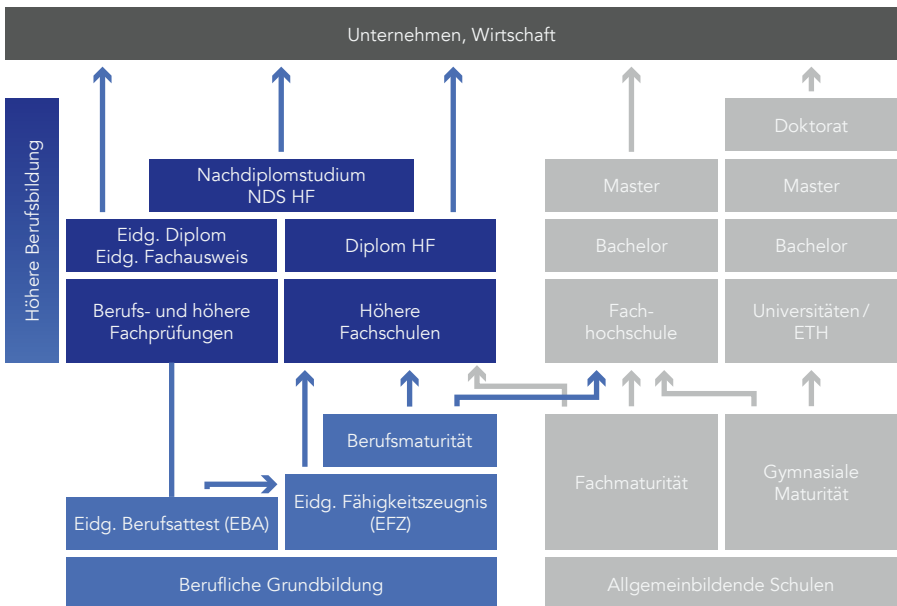 Unternehmen, Wirtschaft
Höhere Berufsbildung
Doktorat
Nachdiplomstudium
NDS HF
Master
Master
Eidg. Diplom
Eidg. Fachausweis
Diplom HF
Bachelor
Bachelor
Berufs- und höhere
Fachprüfungen
Höhere
Fachschulen
Fach-
hochschule
Universitäten /
ETH
Berufsmaturität
Fachmaturität
Gymnasiale
Maturität
Eidg. Berufsattest (EBA)
Eidg. Fähigkeitszeugnis
(EFZ)
Berufliche Grundbildung
Allgemeinbildende Schulen